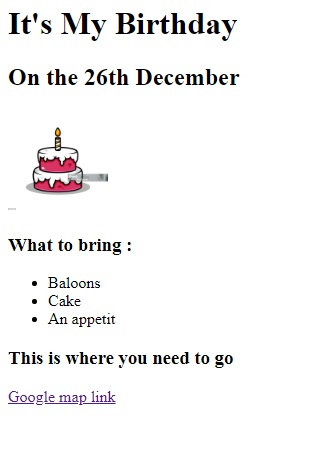 It's My Birthday
On the 26th December
What to bring :
Baloons
Cake
An appetit
This is where you need to go
Google map link